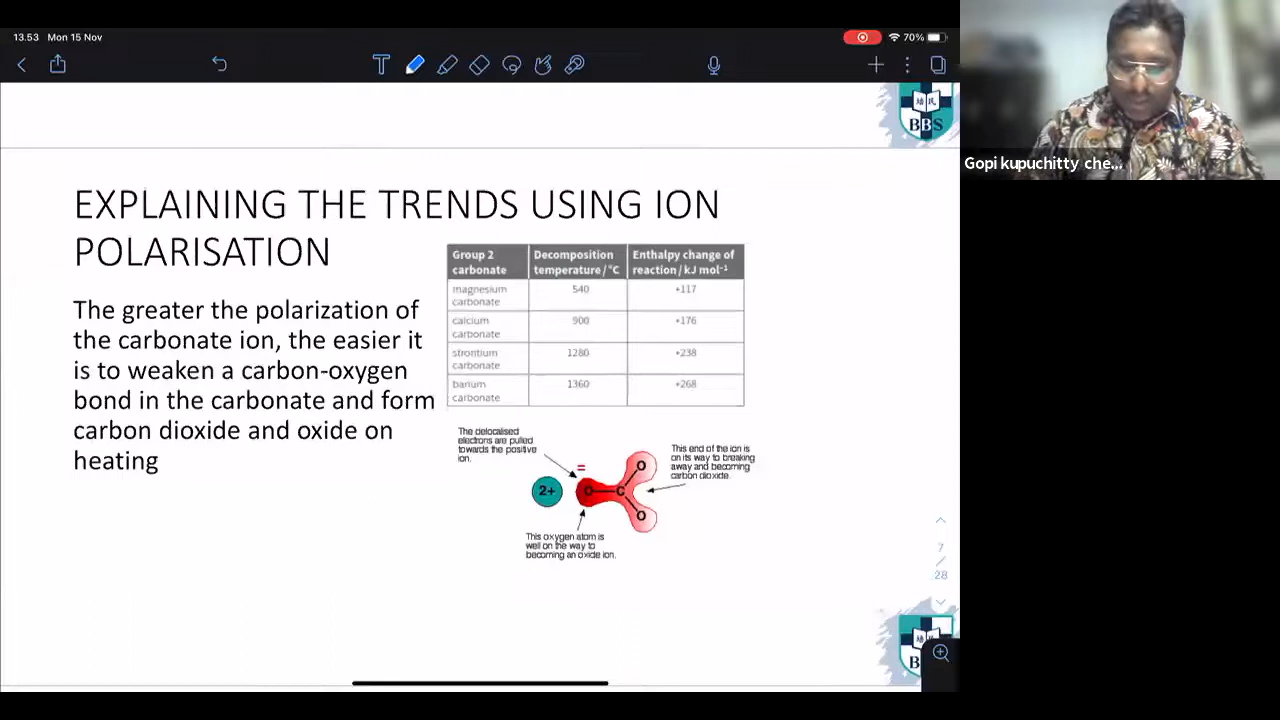 13.53 Mon 15 Nov
70%
培 民
BBS
Gopi kupuchitty che...
EXPLAINING THE TRENDS USING ION
POLARISATION
The greater the polarization of
the carbonate ion, the easier it
is to weaken a carbon-oxygen
bond in the carbonate and form
carbon dioxide and oxide on
heating
Group 2 carbonate Decomposition temperature / °C Enthalpy change of reaction / kJ mol⁻¹
magnesium carbonate 540 +117
calcium carbonate 900 +176
strontium carbonate 1280 +238
barium carbonate 1360 +268
The delocalised
electrons are pulled
towards the positive
ion.
This end of the ion is
on its way to breaking
away and becoming
carbon dioxide.
=
2+ O C O O
This oxygen atom is
well on the way to
becoming an oxide ion.
7
/
28
培 民
B